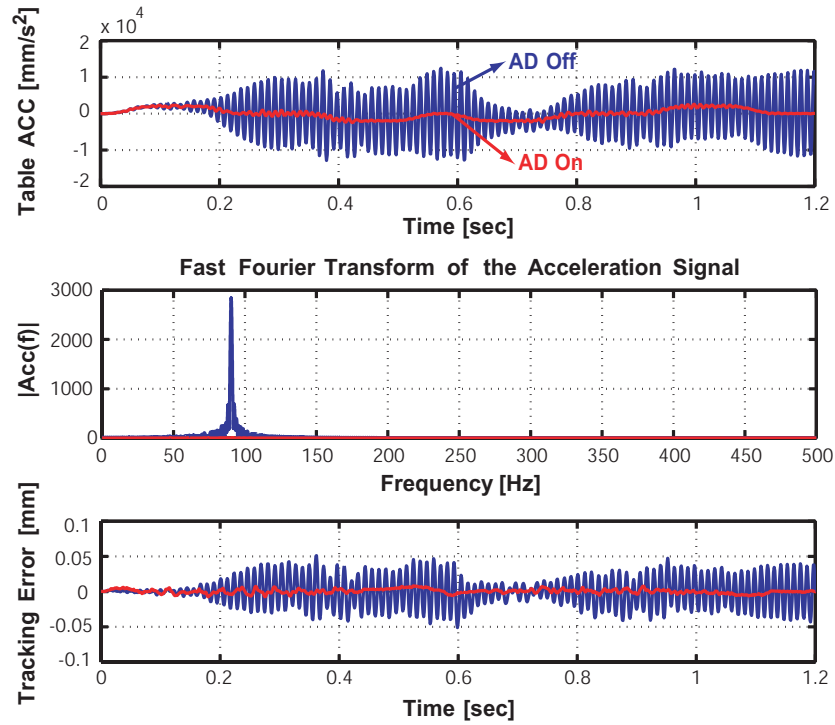 x 10⁴
Table ACC [mm/s²]
2
1
0
-1
-2
AD Off
AD On
0 0.2 0.4 0.6 0.8 1 1.2
Time [sec]
Fast Fourier Transform of the Acceleration Signal
|Acc(f)|
3000
2000
1000
0
0 50 100 150 200 250 300 350 400 450 500
Frequency [Hz]
Tracking Error [mm]
0.1
0.05
0
-0.05
-0.1
0 0.2 0.4 0.6 0.8 1 1.2
Time [sec]